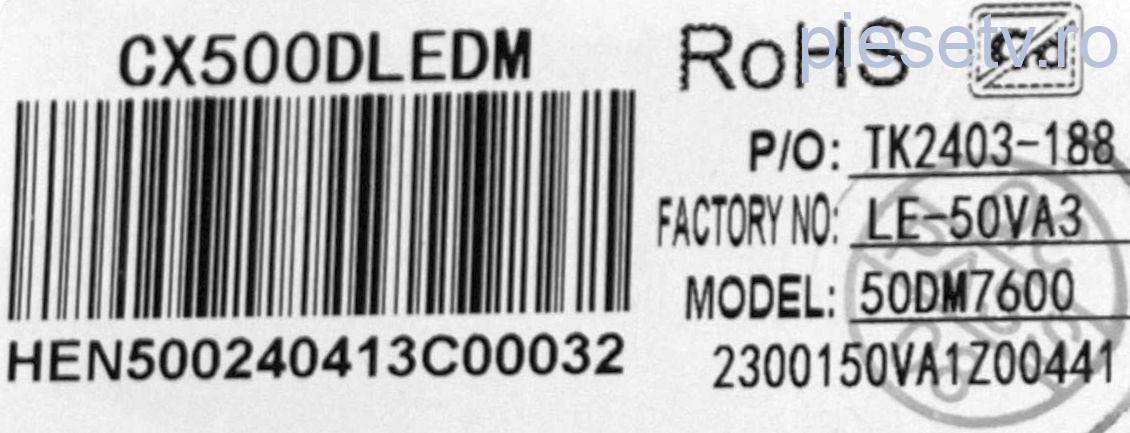 CX500DLEDM
HEN500240413C00032
RoHS
piesetv.ro
P/O: TK2403-188
FACTORY NO: LE-50VA3
MODEL: 50DM7600
2300150VA1Z00441